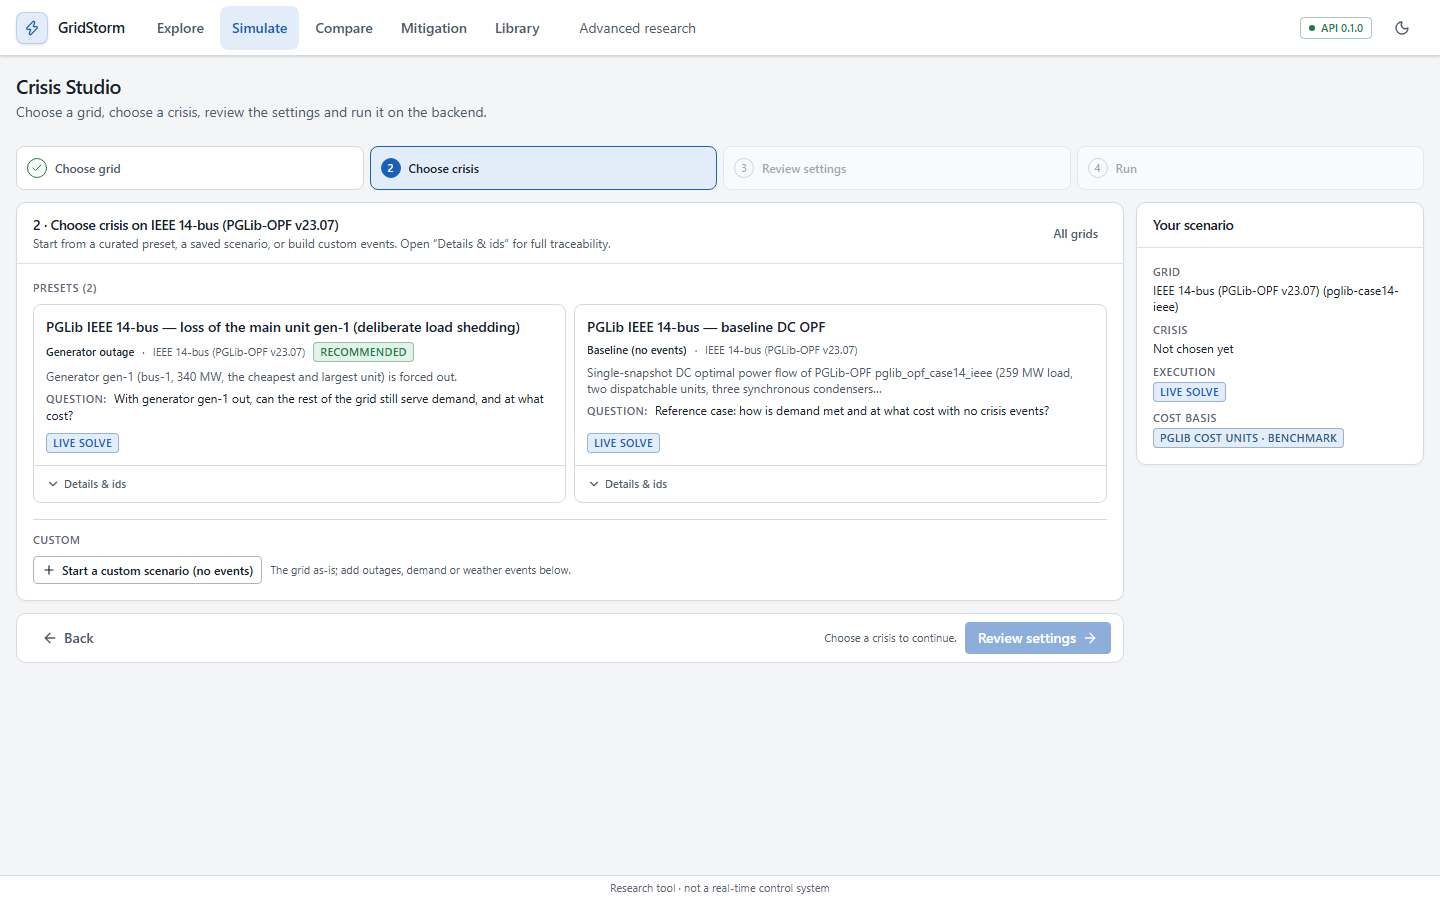 GridStorm
Explore
Simulate
Compare
Mitigation
Library
Advanced research
API 0.1.0
Crisis Studio
Choose a grid, choose a crisis, review the settings and run it on the backend.
Choose grid
2 Choose crisis
3 Review settings
4 Run
2 · Choose crisis on IEEE 14-bus (PGLib-OPF v23.07)
Start from a curated preset, a saved scenario, or build custom events. Open “Details & ids” for full traceability.
All grids
PRESETS (2)
PGLib IEEE 14-bus — loss of the main unit gen-1 (deliberate load shedding)
Generator outage · IEEE 14-bus (PGLib-OPF v23.07) RECOMMENDED
Generator gen-1 (bus-1, 340 MW, the cheapest and largest unit) is forced out.
QUESTION: With generator gen-1 out, can the rest of the grid still serve demand, and at what
cost?
LIVE SOLVE
Details & ids
PGLib IEEE 14-bus — baseline DC OPF
Baseline (no events) · IEEE 14-bus (PGLib-OPF v23.07)
Single-snapshot DC optimal power flow of PGLib-OPF pglib_opf_case14_ieee (259 MW load,
two dispatchable units, three synchronous condensers...
QUESTION: Reference case: how is demand met and at what cost with no crisis events?
LIVE SOLVE
Details & ids
CUSTOM
+ Start a custom scenario (no events)
The grid as-is; add outages, demand or weather events below.
← Back
Choose a crisis to continue.
Review settings →
Your scenario
GRID
IEEE 14-bus (PGLib-OPF v23.07) (pglib-case14-
ieee)
CRISIS
Not chosen yet
EXECUTION
LIVE SOLVE
COST BASIS
PGLIB COST UNITS · BENCHMARK
Research tool · not a real-time control system